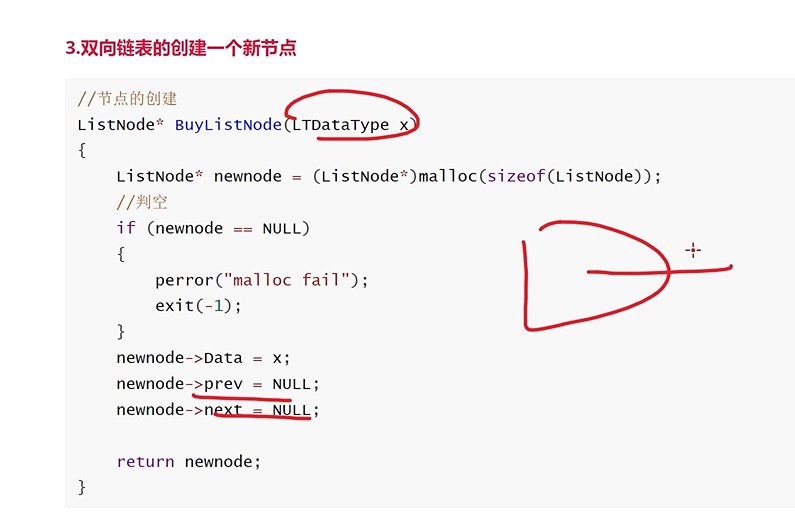 3.双向链表的创建一个新节点
//节点的创建
ListNode* BuyListNode(LTDataType x)
{
    ListNode* newnode = (ListNode*)malloc(sizeof(ListNode));
    //判空
    if (newnode == NULL)
    {
        perror("malloc fail");
        exit(-1);
    }
    newnode->Data = x;
    newnode->prev = NULL;
    newnode->next = NULL;

    return newnode;
}